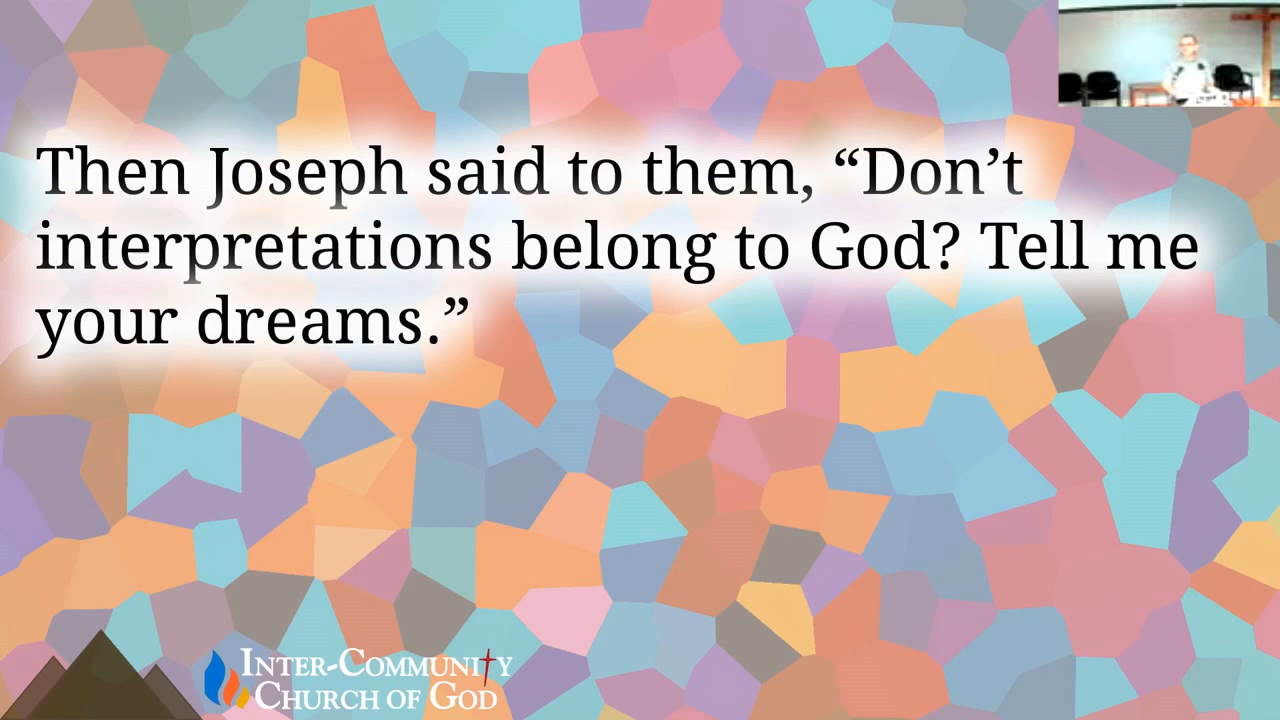 Then Joseph said to them, “Don’t
interpretations belong to God? Tell me
your dreams.”
Inter-Community
Church of God